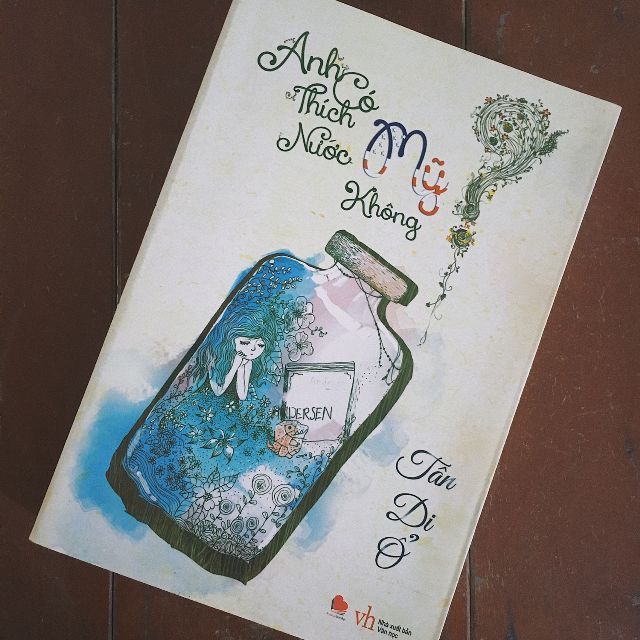 Anh Có
Thích
Nước Mỹ
Không
ANDERSEN
Tân
Di
Ổ
vh
Nhà xuất bản
Văn học